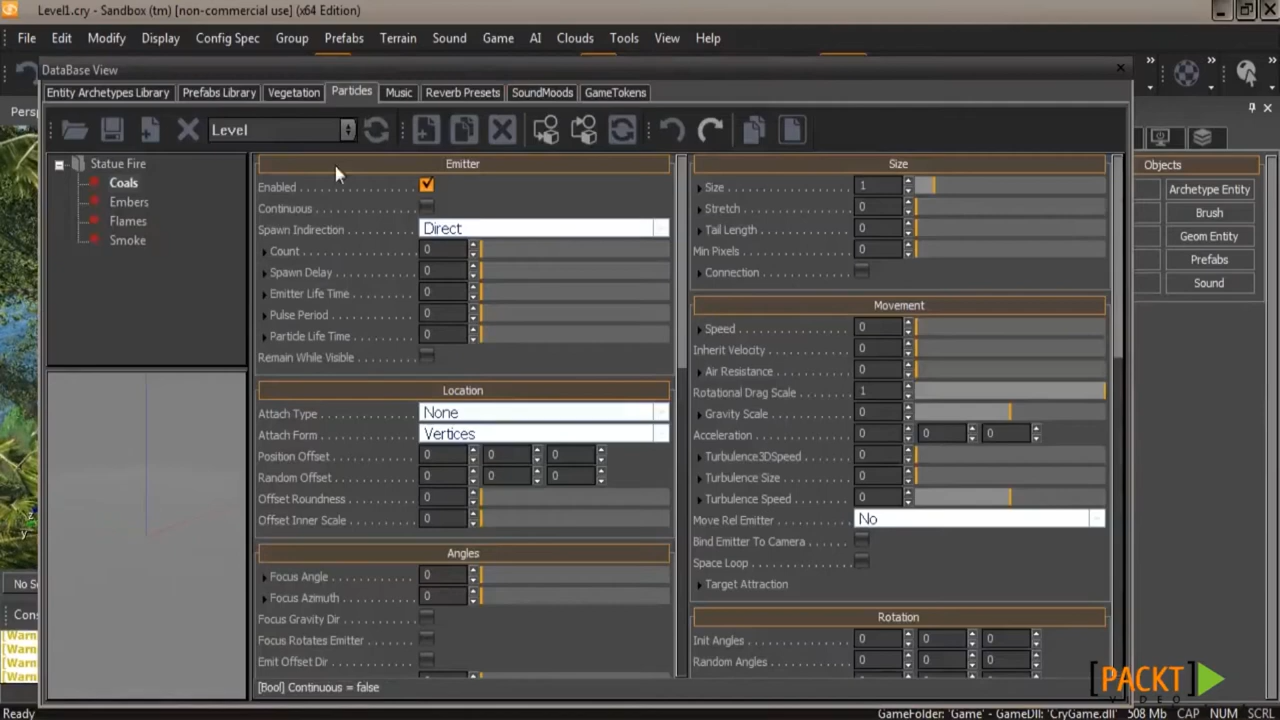 Level1.cry - Sandbox (tm) [non-commercial use] (x64 Edition)
File Edit Modify Display Config Spec Group Prefabs Terrain Sound Game AI Clouds Tools View Help
DataBase View
Entity Archetypes Library Prefabs Library Vegetation Particles Music Reverb Precets SoundMoods GameTokens
Persp
Level
Statue Fire
Coals
Embers
Flames
Smoke
z
y
No Se
Cons
[Warn
[Warn
[Warn
[Warn
Emitter
Enabled
Continuous
Spawn Indirection Direct
Count 0
Spawn Delay 0
Emitter Life Time 0
Pulse Period 0
Particle Life Time 0
Remain While Visible
Location
Attach Type None
Attach Form Vertices
Position Offset 0 0 0
Random Offset 0 0 0
Offset Roundness 0
Offset Inner Scale 0
Angles
Focus Angle 0
Focus Azimuth 0
Focus Gravity Dir
Focus Rotates Emitter
Emit Offset Dir
[Bool] Continuous = false
Size
Size 1
Stretch 0
Tail Length 0
Min Pixels 0
Connection
Movement
Speed 0
Inherit Velocity 0
Air Resistance 0
Rotational Drag Scale 1
Gravity Scale 0
Acceleration 0 0 0
Turbulence3DSpeed 0
Turbulence Size 0
Turbulence Speed 0
Move Rel Emitter No
Bind Emitter To Camera
Space Loop
Target Attraction
Rotation
Init Angles 0 0 0
Random Angles 0 0 0
Objects
Archetype Entity
Brush
Geom Entity
Prefabs
Sound
[PACKT]
VIDEO
Ready GameFolder: 'Game' - GameDll: 'CryGame.dll' 508 Mb CAP NUM SCRL